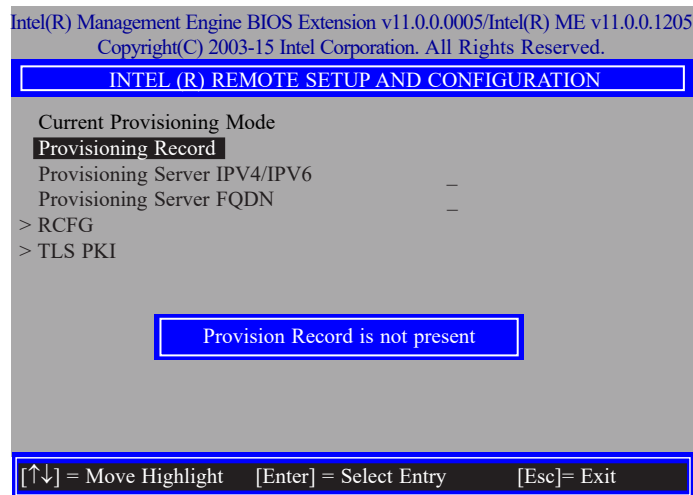 Intel(R) Management Engine BIOS Extension v11.0.0.0005/Intel(R) ME v11.0.0.1205
Copyright(C) 2003-15 Intel Corporation. All Rights Reserved.
INTEL (R) REMOTE SETUP AND CONFIGURATION
Current Provisioning Mode
Provisioning Record
Provisioning Server IPV4/IPV6 _
Provisioning Server FQDN _
> RCFG
> TLS PKI
Provision Record is not present
[↑↓] = Move Highlight [Enter] = Select Entry [Esc]= Exit